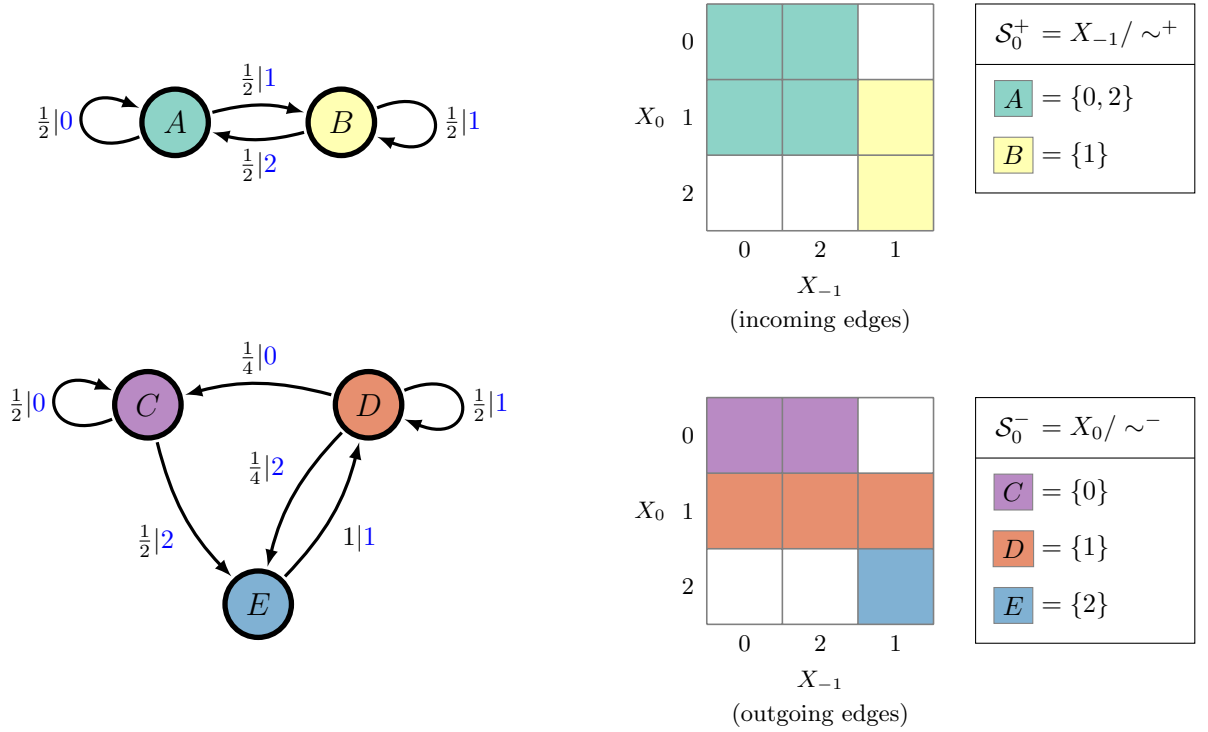 ½|1
½|0
A
B
½|1
½|2
0
X₀ 1
2
0 2 1
X₋₁
(incoming edges)
𝒮₀⁺ = X₋₁/ ∼⁺
A = {0, 2}
B = {1}
¼|0
½|0
C
D
½|1
¼|2
½|2
1|1
E
0
X₀ 1
2
0 2 1
X₋₁
(outgoing edges)
𝒮₀⁻ = X₀/ ∼⁻
C = {0}
D = {1}
E = {2}